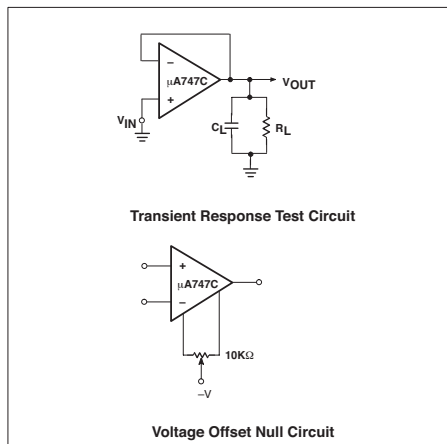 −
μA747C
+
VOUT
VIN
CL
RL
Transient Response Test Circuit
+
μA747C
−
10KΩ
−V
Voltage Offset Null Circuit